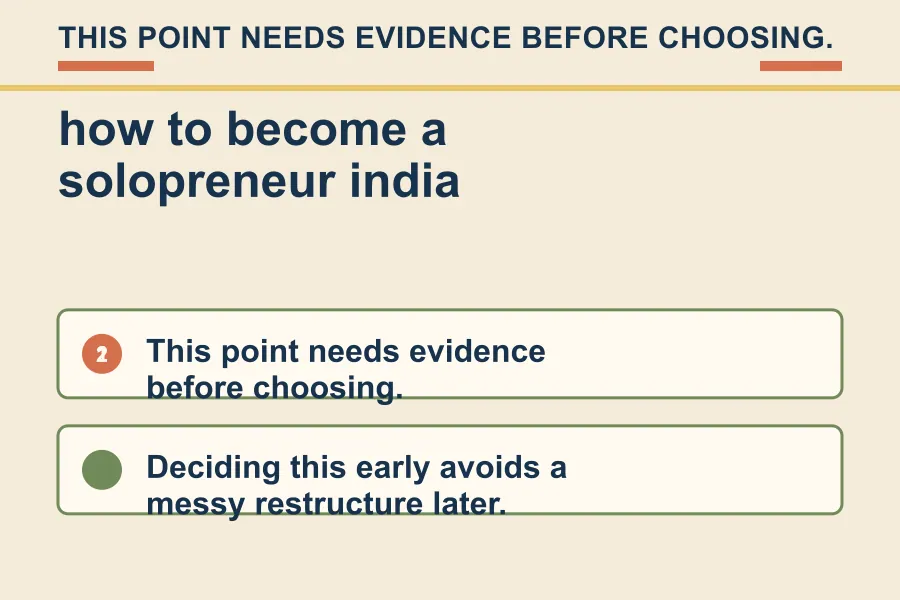 THIS POINT NEEDS EVIDENCE BEFORE CHOOSING.
how to become a
solopreneur india
2
This point needs evidence
before choosing.
Deciding this early avoids a
messy restructure later.